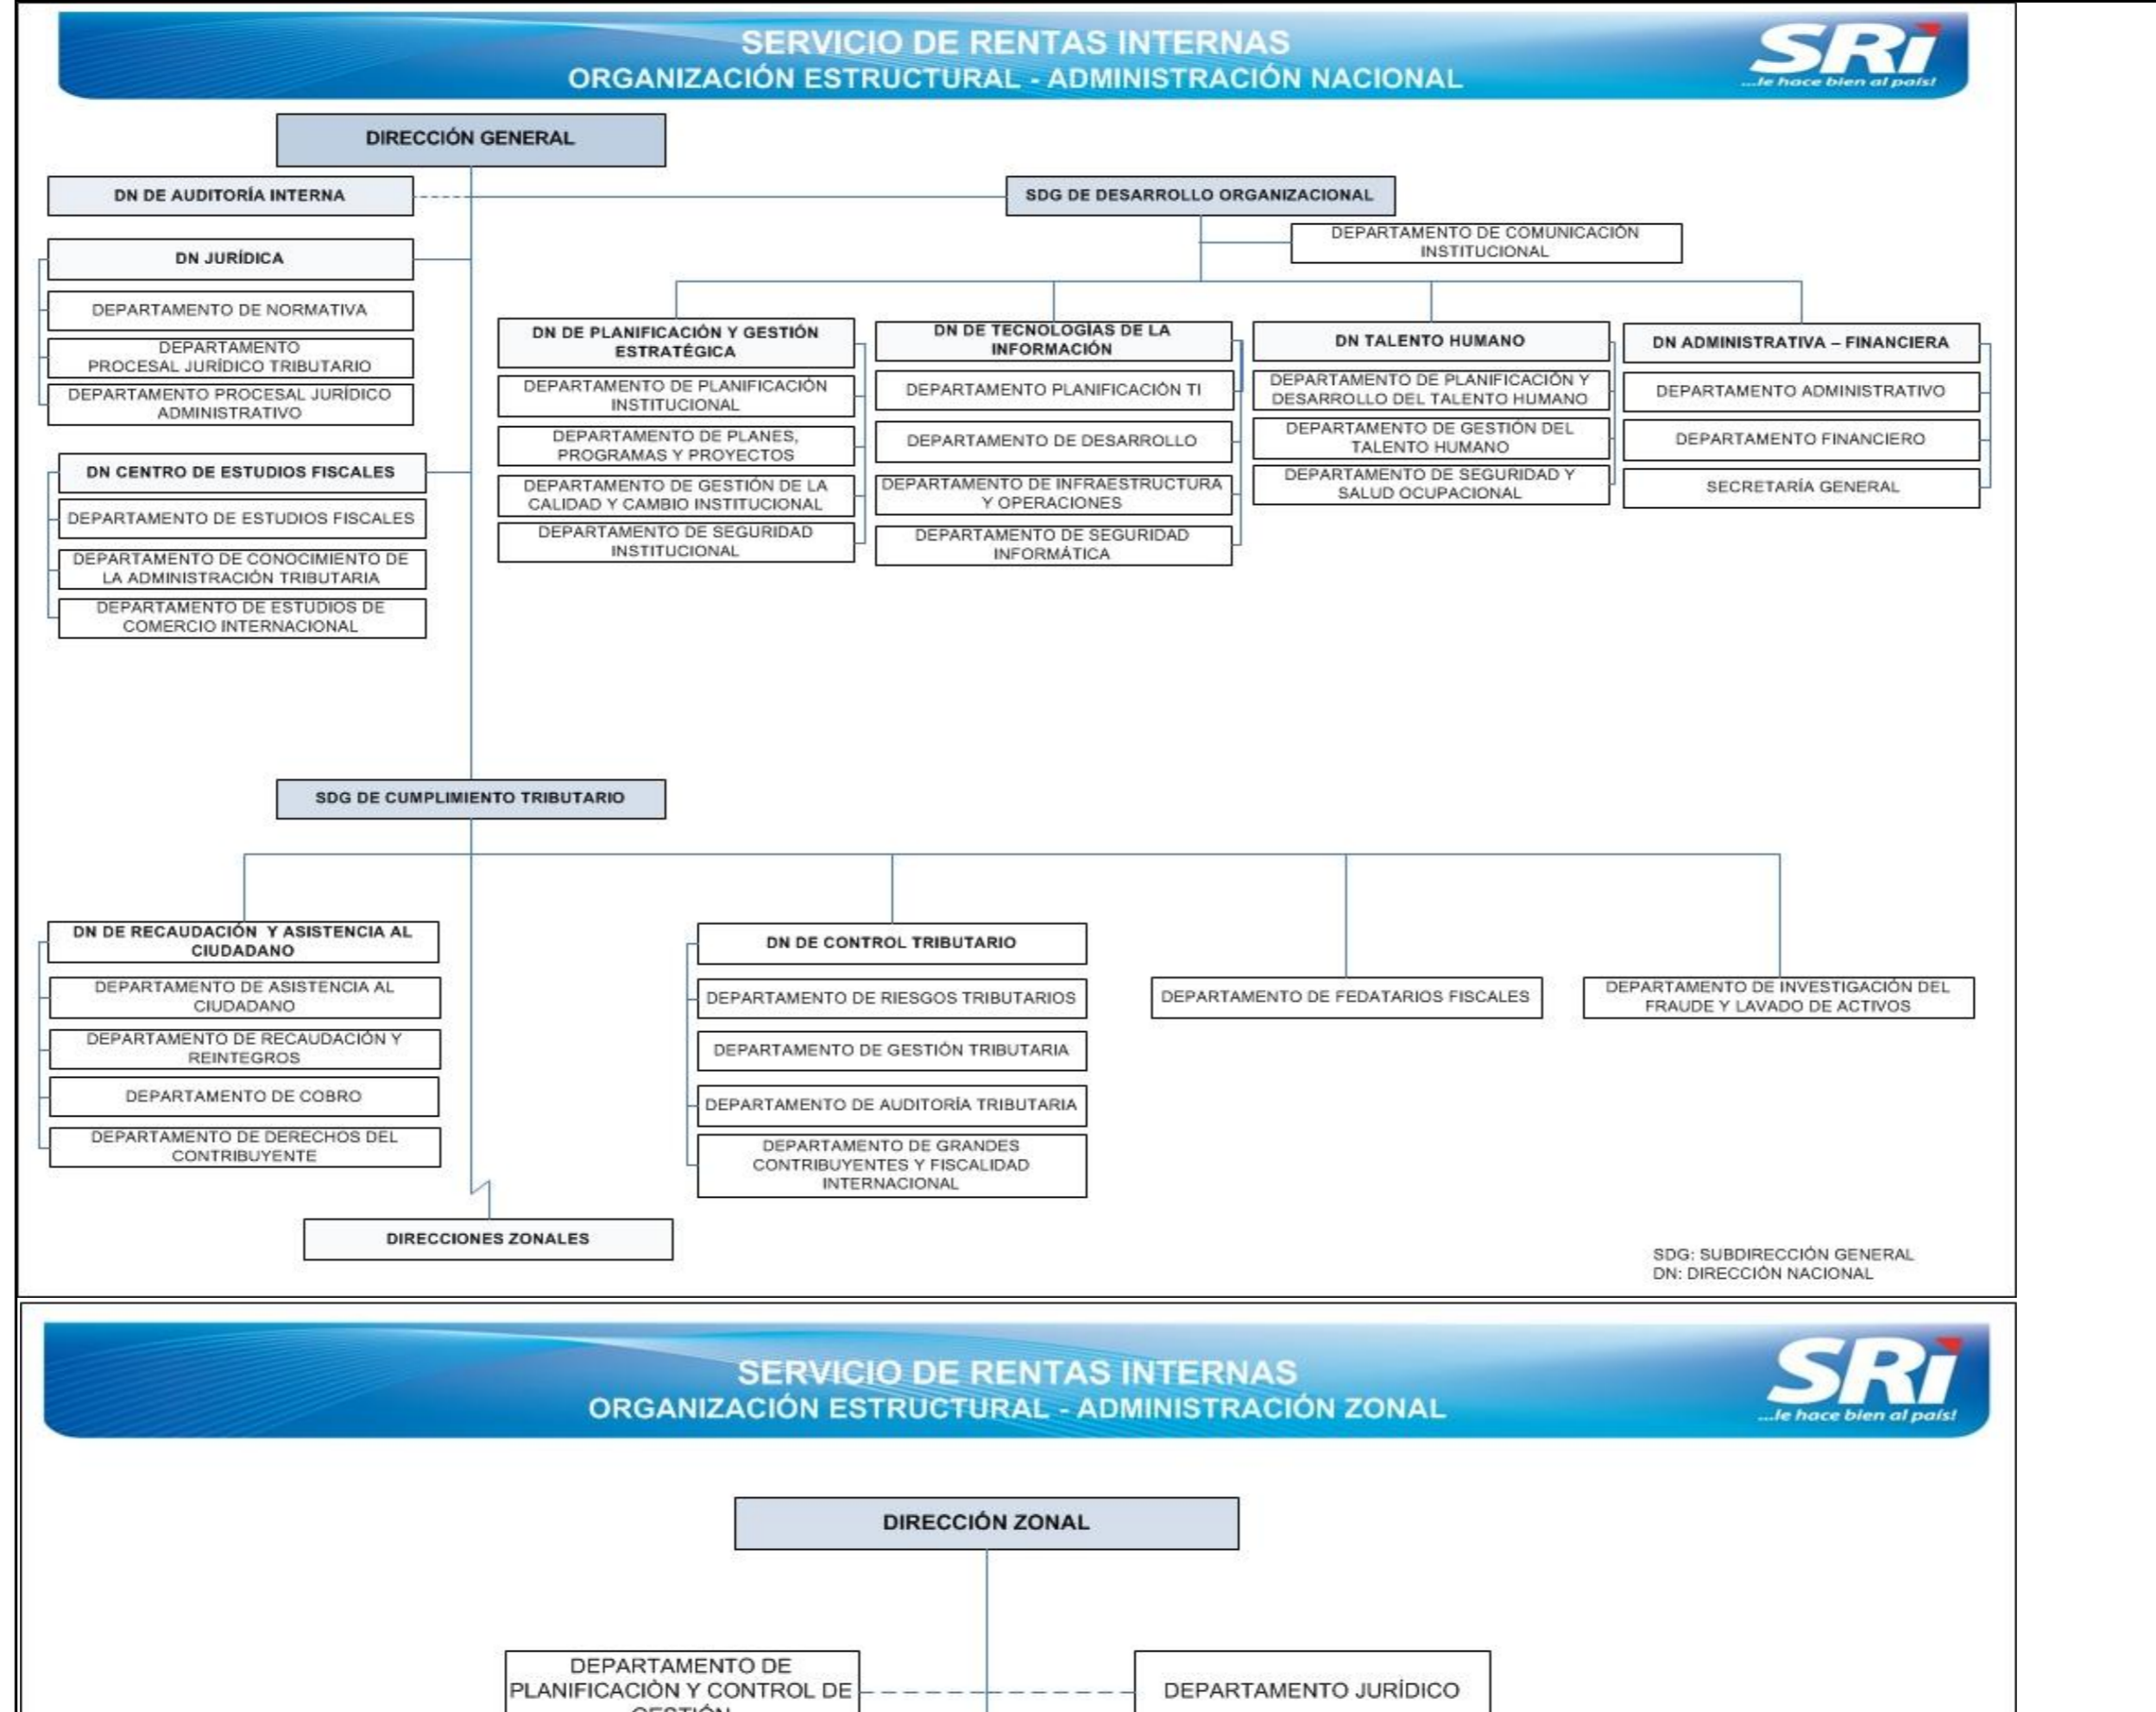 SERVICIO DE RENTAS INTERNAS
ORGANIZACIÓN ESTRUCTURAL - ADMINISTRACIÓN NACIONAL
SRi
...le hace bien al país!
DIRECCIÓN GENERAL
DN DE AUDITORÍA INTERNA
SDG DE DESARROLLO ORGANIZACIONAL
DEPARTAMENTO DE COMUNICACIÓN
INSTITUCIONAL
DN JURÍDICA
DEPARTAMENTO DE NORMATIVA
DEPARTAMENTO
PROCESAL JURÍDICO TRIBUTARIO
DEPARTAMENTO PROCESAL JURÍDICO
ADMINISTRATIVO
DN CENTRO DE ESTUDIOS FISCALES
DEPARTAMENTO DE ESTUDIOS FISCALES
DEPARTAMENTO DE CONOCIMIENTO DE
LA ADMINISTRACIÓN TRIBUTARIA
DEPARTAMENTO DE ESTUDIOS DE
COMERCIO INTERNACIONAL
DN DE PLANIFICACIÓN Y GESTIÓN
ESTRATÉGICA
DEPARTAMENTO DE PLANIFICACIÓN
INSTITUCIONAL
DEPARTAMENTO DE PLANES,
PROGRAMAS Y PROYECTOS
DEPARTAMENTO DE GESTIÓN DE LA
CALIDAD Y CAMBIO INSTITUCIONAL
DEPARTAMENTO DE SEGURIDAD
INSTITUCIONAL
DN DE TECNOLOGÍAS DE LA
INFORMACIÓN
DEPARTAMENTO PLANIFICACIÓN TI
DEPARTAMENTO DE DESARROLLO
DEPARTAMENTO DE INFRAESTRUCTURA
Y OPERACIONES
DEPARTAMENTO DE SEGURIDAD
INFORMÁTICA
DN TALENTO HUMANO
DEPARTAMENTO DE PLANIFICACIÓN Y
DESARROLLO DEL TALENTO HUMANO
DEPARTAMENTO DE GESTIÓN DEL
TALENTO HUMANO
DEPARTAMENTO DE SEGURIDAD Y
SALUD OCUPACIONAL
DN ADMINISTRATIVA – FINANCIERA
DEPARTAMENTO ADMINISTRATIVO
DEPARTAMENTO FINANCIERO
SECRETARÍA GENERAL
SDG DE CUMPLIMIENTO TRIBUTARIO
DN DE RECAUDACIÓN Y ASISTENCIA AL
CIUDADANO
DEPARTAMENTO DE ASISTENCIA AL
CIUDADANO
DEPARTAMENTO DE RECAUDACIÓN Y
REINTEGROS
DEPARTAMENTO DE COBRO
DEPARTAMENTO DE DERECHOS DEL
CONTRIBUYENTE
DN DE CONTROL TRIBUTARIO
DEPARTAMENTO DE RIESGOS TRIBUTARIOS
DEPARTAMENTO DE GESTIÓN TRIBUTARIA
DEPARTAMENTO DE AUDITORÍA TRIBUTARIA
DEPARTAMENTO DE GRANDES
CONTRIBUYENTES Y FISCALIDAD
INTERNACIONAL
DEPARTAMENTO DE FEDATARIOS FISCALES
DEPARTAMENTO DE INVESTIGACIÓN DEL
FRAUDE Y LAVADO DE ACTIVOS
DIRECCIONES ZONALES
SDG: SUBDIRECCIÓN GENERAL
DN: DIRECCIÓN NACIONAL
SERVICIO DE RENTAS INTERNAS
ORGANIZACIÓN ESTRUCTURAL - ADMINISTRACIÓN ZONAL
SRi
...le hace bien al país!
DIRECCIÓN ZONAL
DEPARTAMENTO DE
PLANIFICACIÒN Y CONTROL DE
DEPARTAMENTO JURÍDICO